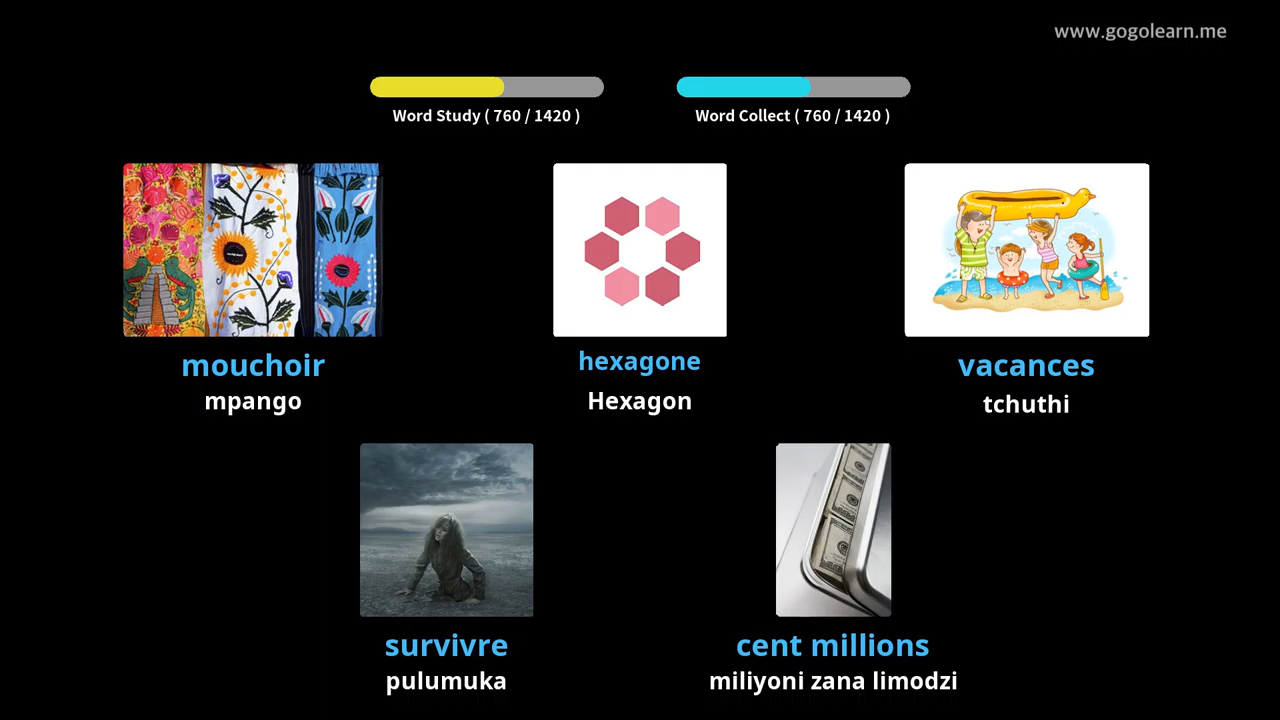 www.gogolearn.me
Word Study ( 760 / 1420 )
Word Collect ( 760 / 1420 )
mouchoir
mpango
hexagone
Hexagon
vacances
tchuthi
survivre
pulumuka
cent millions
miliyoni zana limodzi